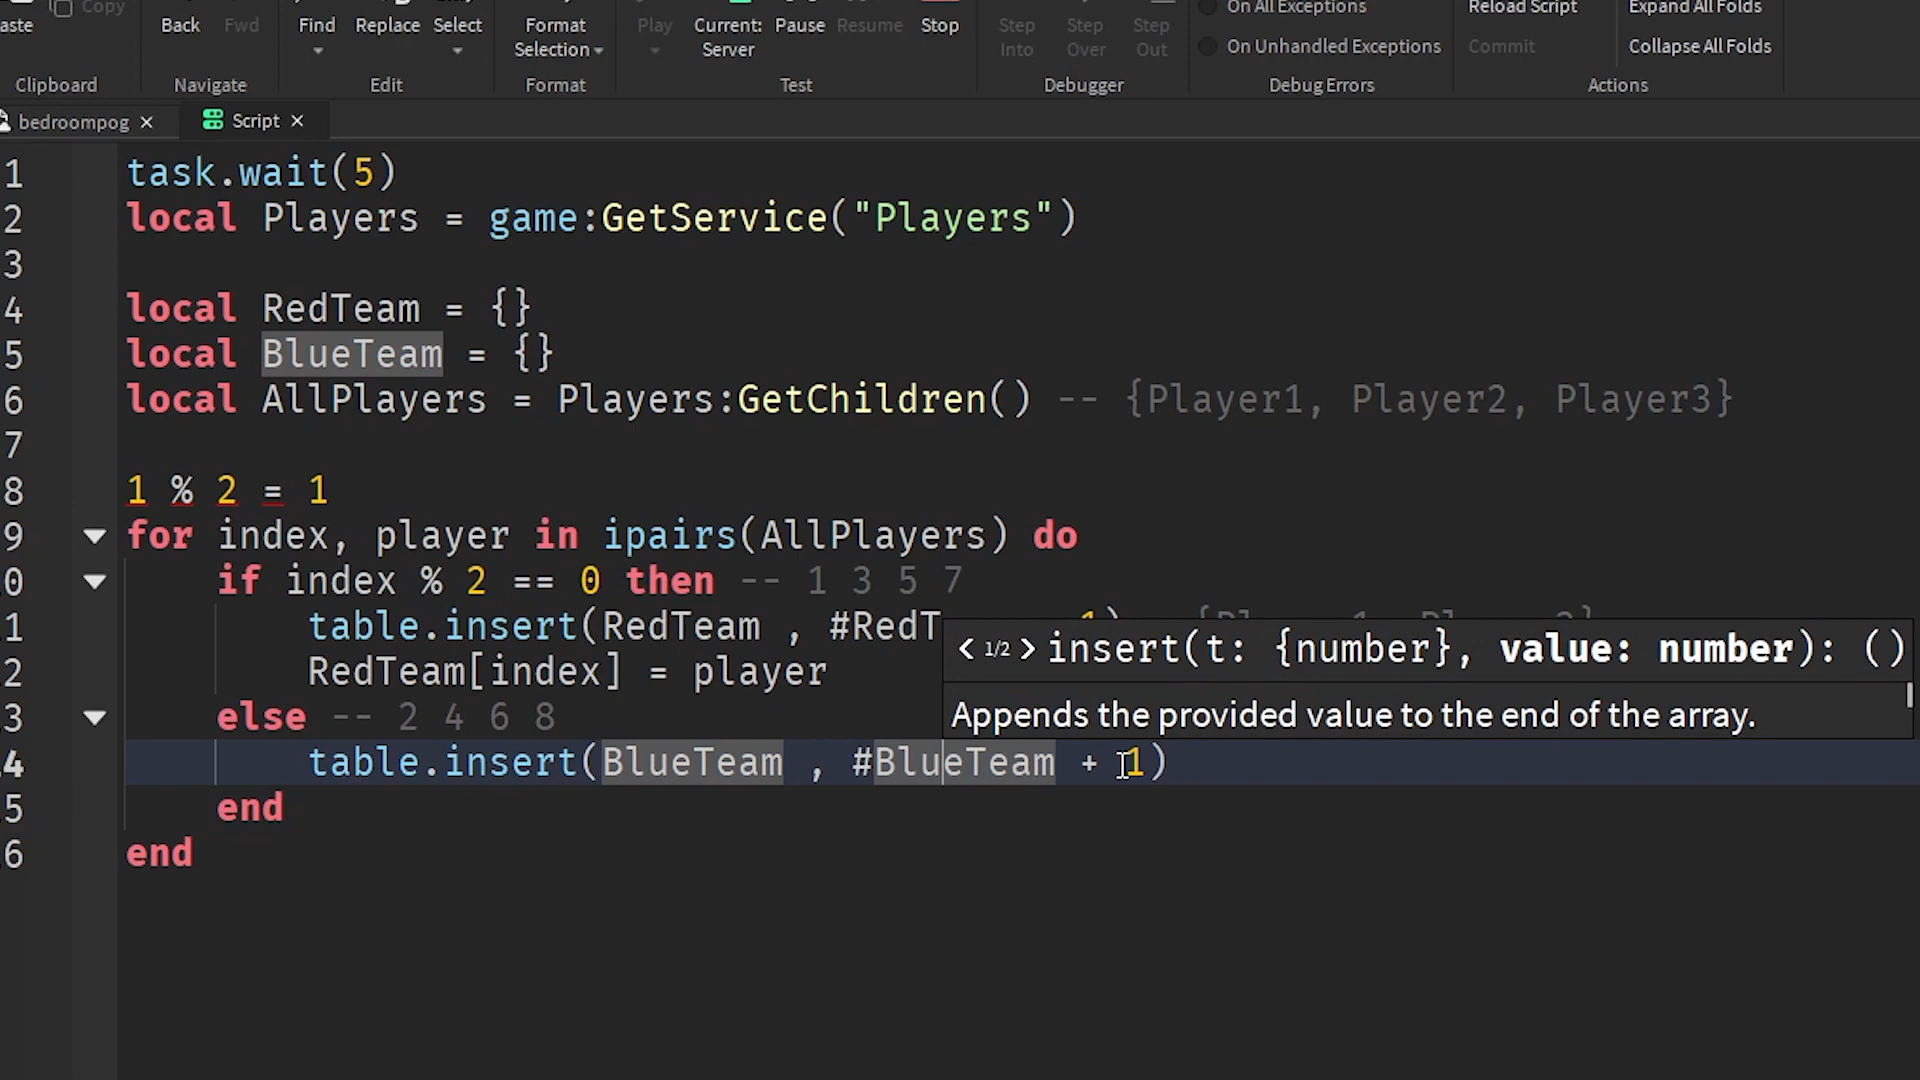 Copy
aste
Back
Fwd
Find
Replace
Select
Format Selection
Play
Current: Server
Pause
Resume
Stop
Step Into
Step Over
Step Out
On All Exceptions
On Unhandled Exceptions
Reload Script
Commit
Expand All Folds
Collapse All Folds
Clipboard
Navigate
Edit
Format
Test
Debugger
Debug Errors
Actions
bedroompog ×
Script ×
1 task.wait(5)
2 local Players = game:GetService("Players")
3
4 local RedTeam = {}
5 local BlueTeam = {}
6 local AllPlayers = Players:GetChildren() -- {Player1, Player2, Player3}
7
8 1 % 2 = 1
9 for index, player in ipairs(AllPlayers) do
0 if index % 2 == 0 then -- 1 3 5 7
1 table.insert(RedTeam , #RedT
2 RedTeam[index] = player
3 else -- 2 4 6 8
4 table.insert(BlueTeam , #BlueTeam + 1)
5 end
6 end
< 1/2 > insert(t: {number}, value: number): ()
Appends the provided value to the end of the array.